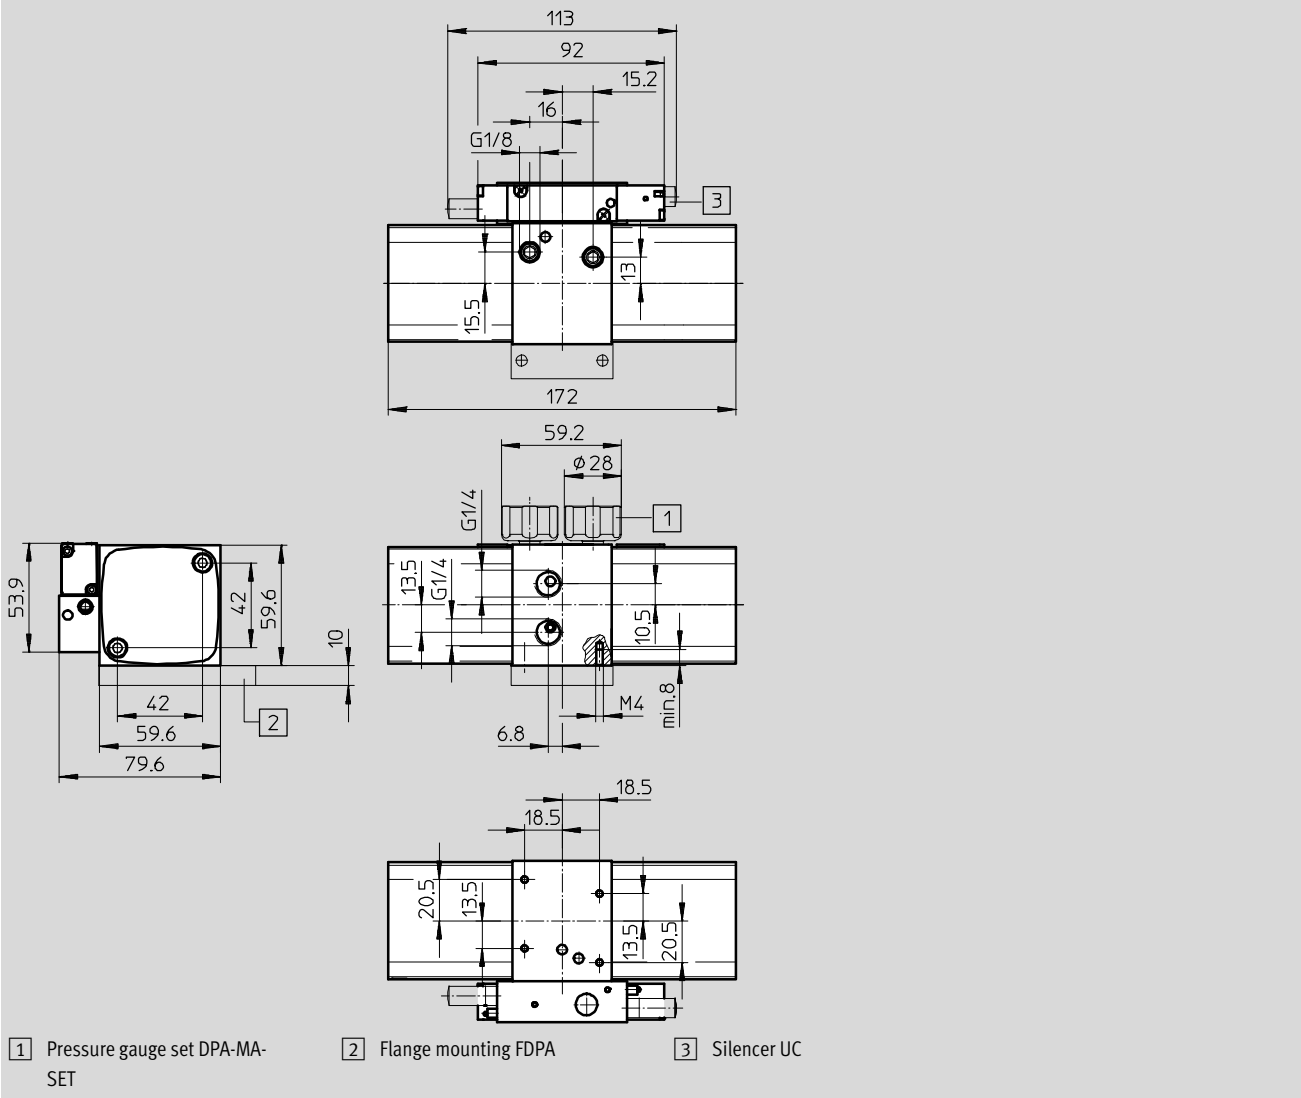 113
92
15.2
16
G1/8
3
13
15.5
172
59.2
ϕ28
G1/4
1
13.5
G1/4
53.9
42
59.6
10
10.5
42
2
M4
min.8
59.6
6.8
79.6
18.5
18.5
20.5
13.5
13.5
20.5
1 Pressure gauge set DPA-MA-
SET
2 Flange mounting FDPA
3 Silencer UC